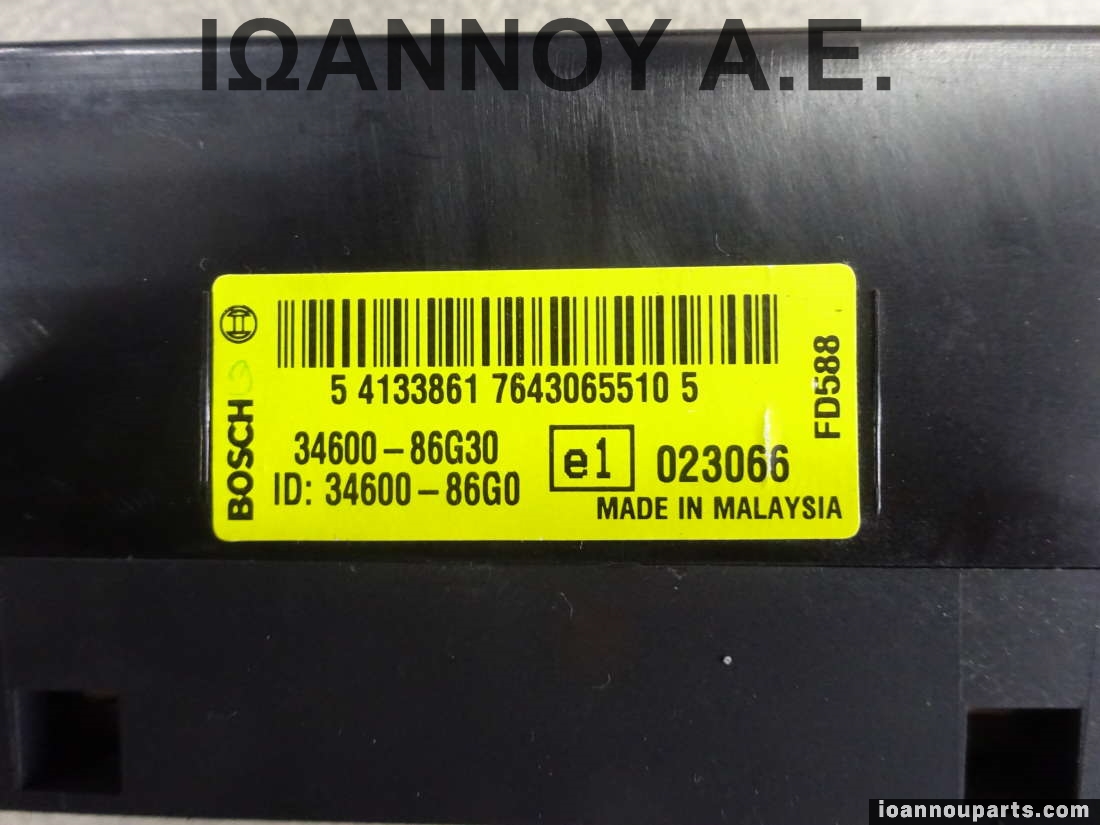 ΙΩΑΝΝΟΥ Α.Ε.
5 4133861 7643065510 5
BOSCH
FD588
34600-86G30
ID: 34600-86G0
e1
023066
MADE IN MALAYSIA
ioannouparts.com